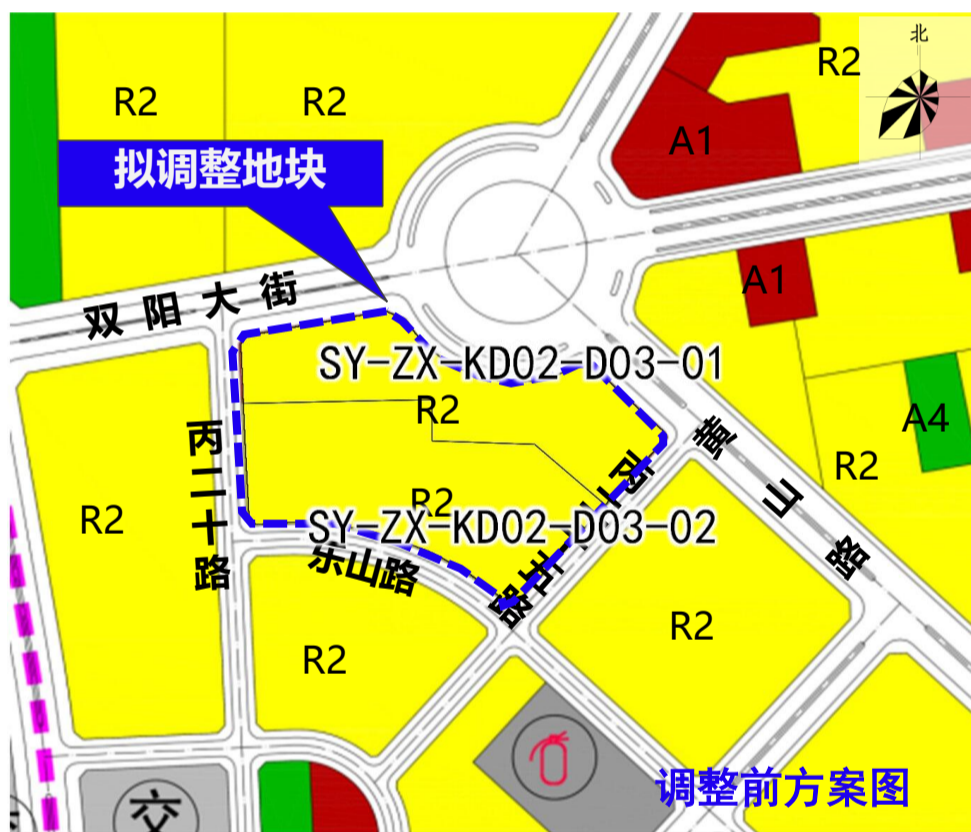 北
R2
R2
R2
A1
拟调整地块
双阳大街
A1
SY-ZX-KD02-D03-01
R2
A4
R2
黄山路
丙二十路
R2
R2
SY-ZX-KD02-D03-02
乐山路
R2
R2
调整前方案图
交